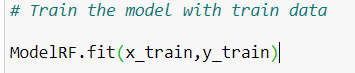 # Train the model with train data
ModelRF.fit(x_train,y_train)